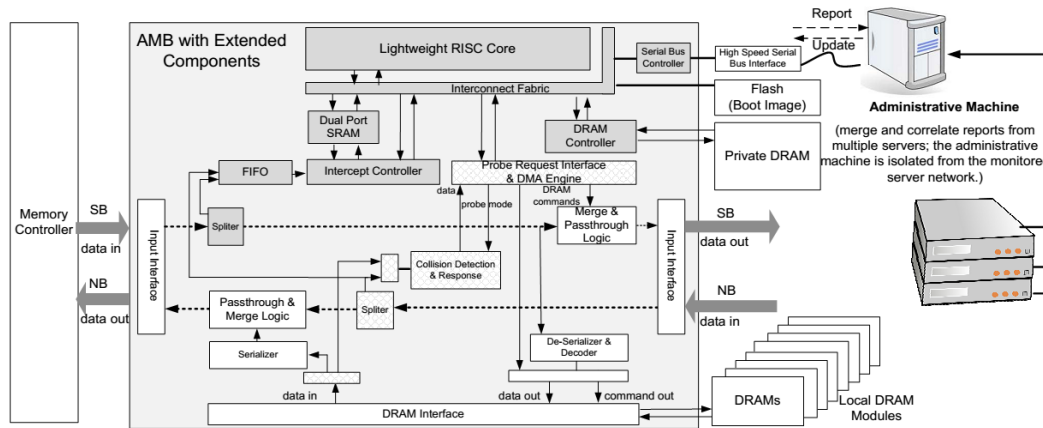 AMB with Extended
Components
Lightweight RISC Core
Interconnect Fabric
Serial Bus
Controller
High Speed Serial
Bus Interface
Report
Update
Flash
(Boot Image)
Administrative Machine
(merge and correlate reports from
multiple servers; the administrative
machine is isolated from the monitore
server network.)
Dual Port
SRAM
DRAM
Controller
Private DRAM
FIFO
Intercept Controller
Probe Request Interface
& DMA Engine
data
probe mode
DRAM
commands
Memory
Controller
SB
data in
NB
data out
Input Interface
Spliter
Merge &
Passthrough
Logic
Input Interface
SB
data out
NB
data in
Collision Detection
& Response
Passthrough &
Merge Logic
Spliter
Serializer
De-Serializer &
Decoder
data in
data out
command out
DRAM Interface
DRAMs
Local DRAM
Modules